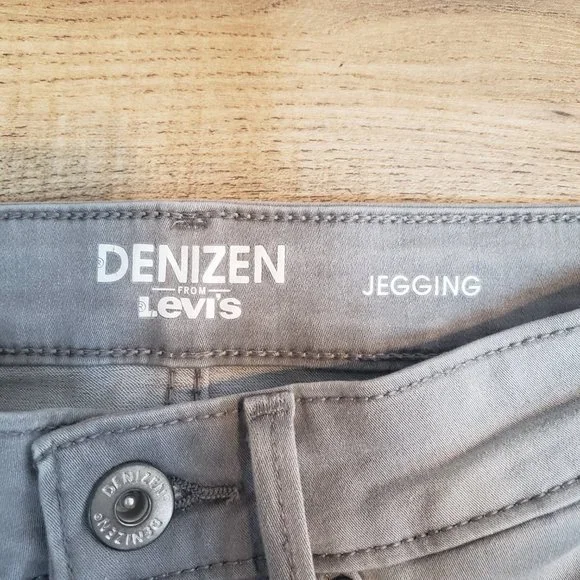 DENIZEN
FROM
Levi's
JEGGING
DENIZEN
DENIZEN®